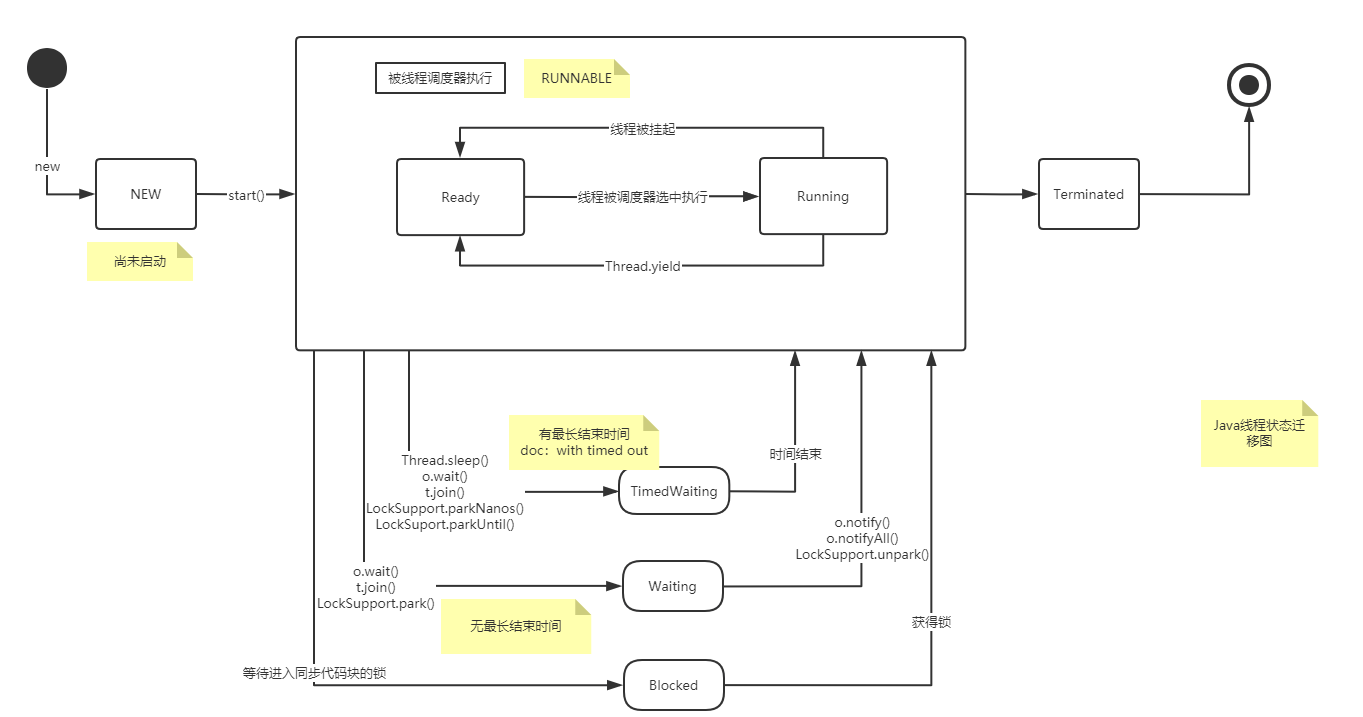 被线程调度器执行
RUNNABLE
线程被挂起
new
NEW
start()
Ready
线程被调度器选中执行
Running
Terminated
尚未启动
Thread.yield
有最长结束时间
doc：with timed out
Java线程状态迁
移图
Thread.sleep()
o.wait()
t.join()
LockSupport.parkNanos()
LockSuport.parkUntil()
TimedWaiting
时间结束
o.notify()
o.notifyAll()
LockSupport.unpark()
o.wait()
t.join()
LockSupport.park()
Waiting
无最长结束时间
获得锁
等待进入同步代码块的锁
Blocked